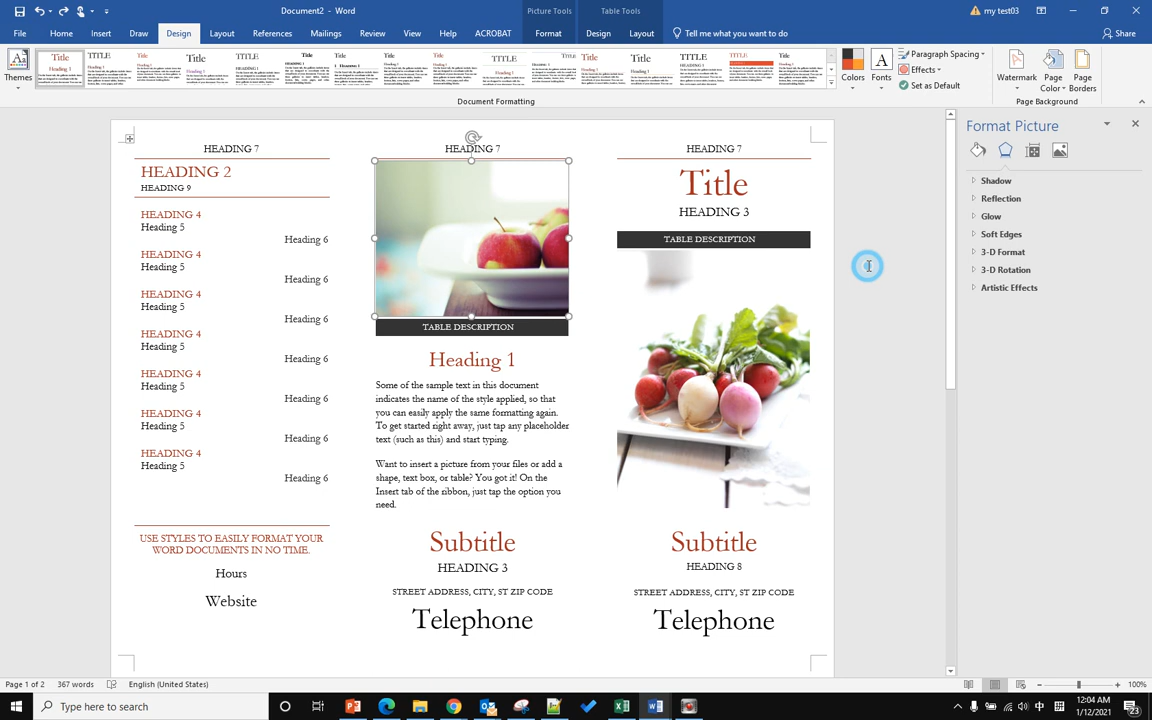 Document2 - Word
Picture Tools
Table Tools
my test03
File
Home
Insert
Draw
Design
Layout
References
Mailings
Review
View
Help
ACROBAT
Format
Design
Layout
Tell me what you want to do
Share
Themes
Colors
Fonts
Paragraph Spacing
Effects
Set as Default
Watermark
Page Color
Page Borders
Document Formatting
Page Background
HEADING 7
HEADING 2
HEADING 9
HEADING 4
Heading 5
Heading 6
HEADING 4
Heading 5
Heading 6
HEADING 4
Heading 5
Heading 6
HEADING 4
Heading 5
Heading 6
HEADING 4
Heading 5
Heading 6
HEADING 4
Heading 5
Heading 6
HEADING 4
Heading 5
Heading 6
USE STYLES TO EASILY FORMAT YOUR
WORD DOCUMENTS IN NO TIME.
Hours
Website
HEADING 7
TABLE DESCRIPTION
Heading 1
Some of the sample text in this document
indicates the name of the style applied, so that
you can easily apply the same formatting again.
To get started right away, just tap any placeholder
text (such as this) and start typing.
Want to insert a picture from your files or add a
shape, text box, or table? You got it! On the
Insert tab of the ribbon, just tap the option you
need.
Subtitle
HEADING 3
STREET ADDRESS, CITY, ST ZIP CODE
Telephone
HEADING 7
Title
HEADING 3
TABLE DESCRIPTION
Subtitle
HEADING 8
STREET ADDRESS, CITY, ST ZIP CODE
Telephone
Format Picture
Shadow
Reflection
Glow
Soft Edges
3-D Format
3-D Rotation
Artistic Effects
Page 1 of 2
367 words
English (United States)
100%
Type here to search
中
拼
12:04 AM
1/12/2021
23